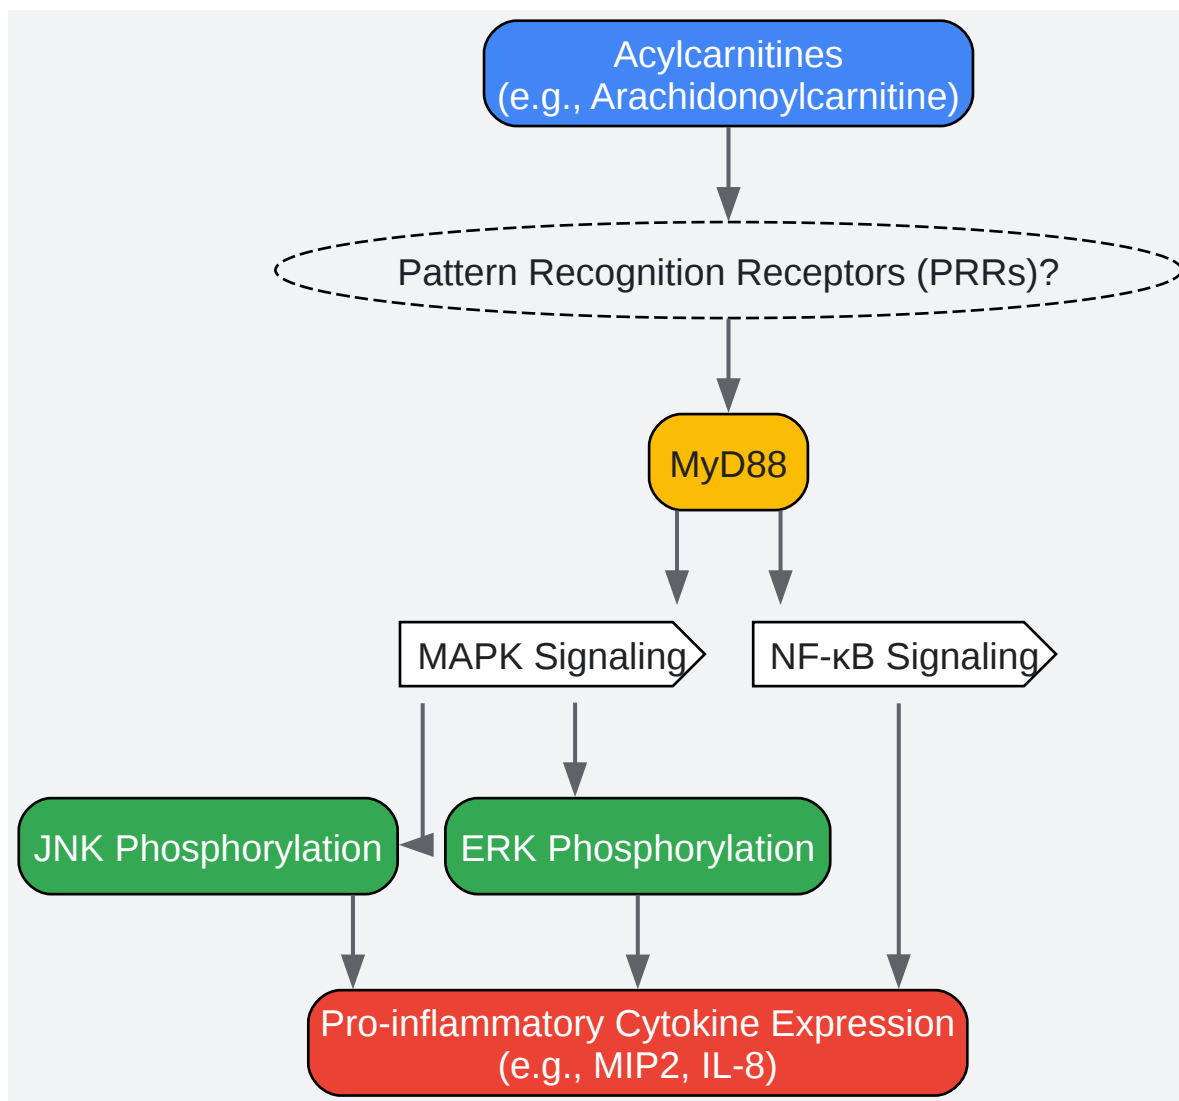 Acylcarnitines
(e.g., Arachidonoylcarnitine)
Pattern Recognition Receptors (PRRs)?
MyD88
MAPK Signaling
NF-κB Signaling
JNK Phosphorylation
ERK Phosphorylation
Pro-inflammatory Cytokine Expression
(e.g., MIP2, IL-8)